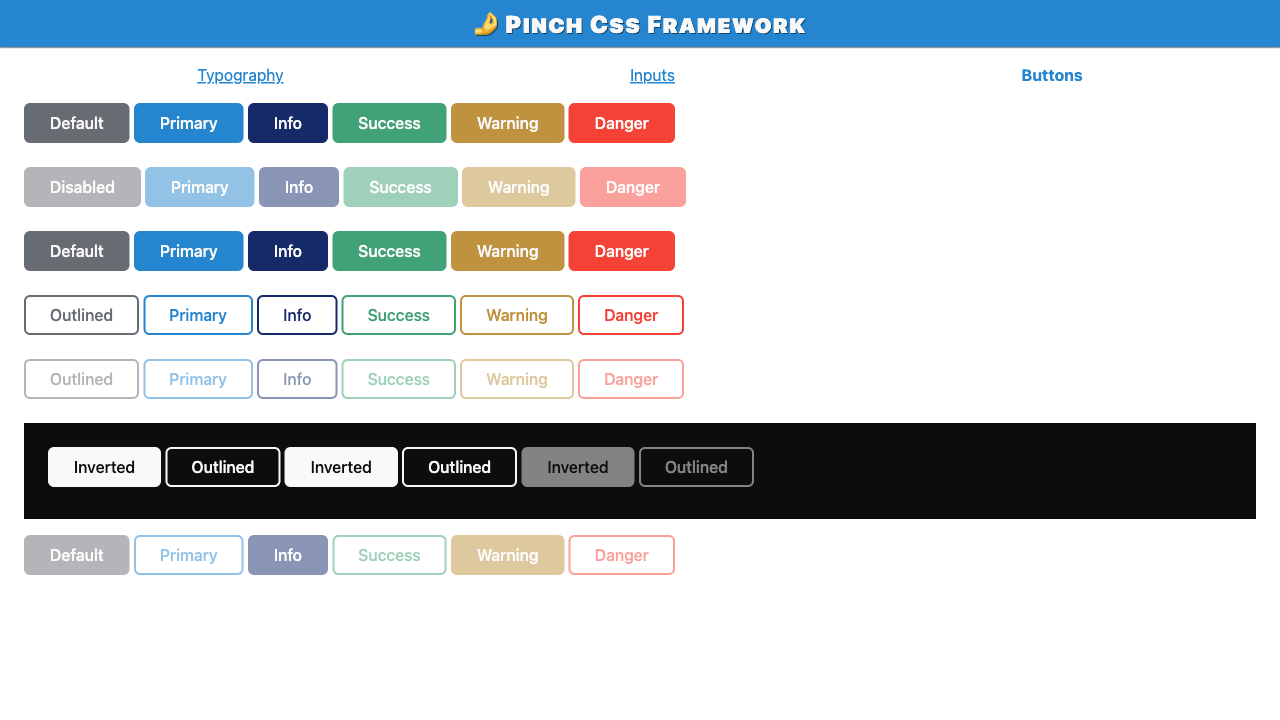 🤌 Pinch Css Framework
Typography Inputs Buttons
Default Primary Info Success Warning Danger
Disabled Primary Info Success Warning Danger
Default Primary Info Success Warning Danger
Outlined Primary Info Success Warning Danger
Outlined Primary Info Success Warning Danger
Inverted Outlined Inverted Outlined Inverted Outlined
Default Primary Info Success Warning Danger